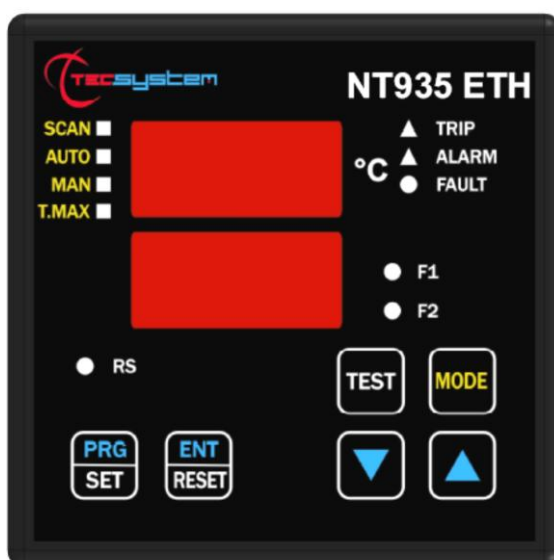 TECSYSTEM
NT935 ETH
SCAN
AUTO
MAN
T.MAX
°C
TRIP
ALARM
FAULT
F1
F2
RS
TEST
MODE
PRG
SET
ENT
RESET